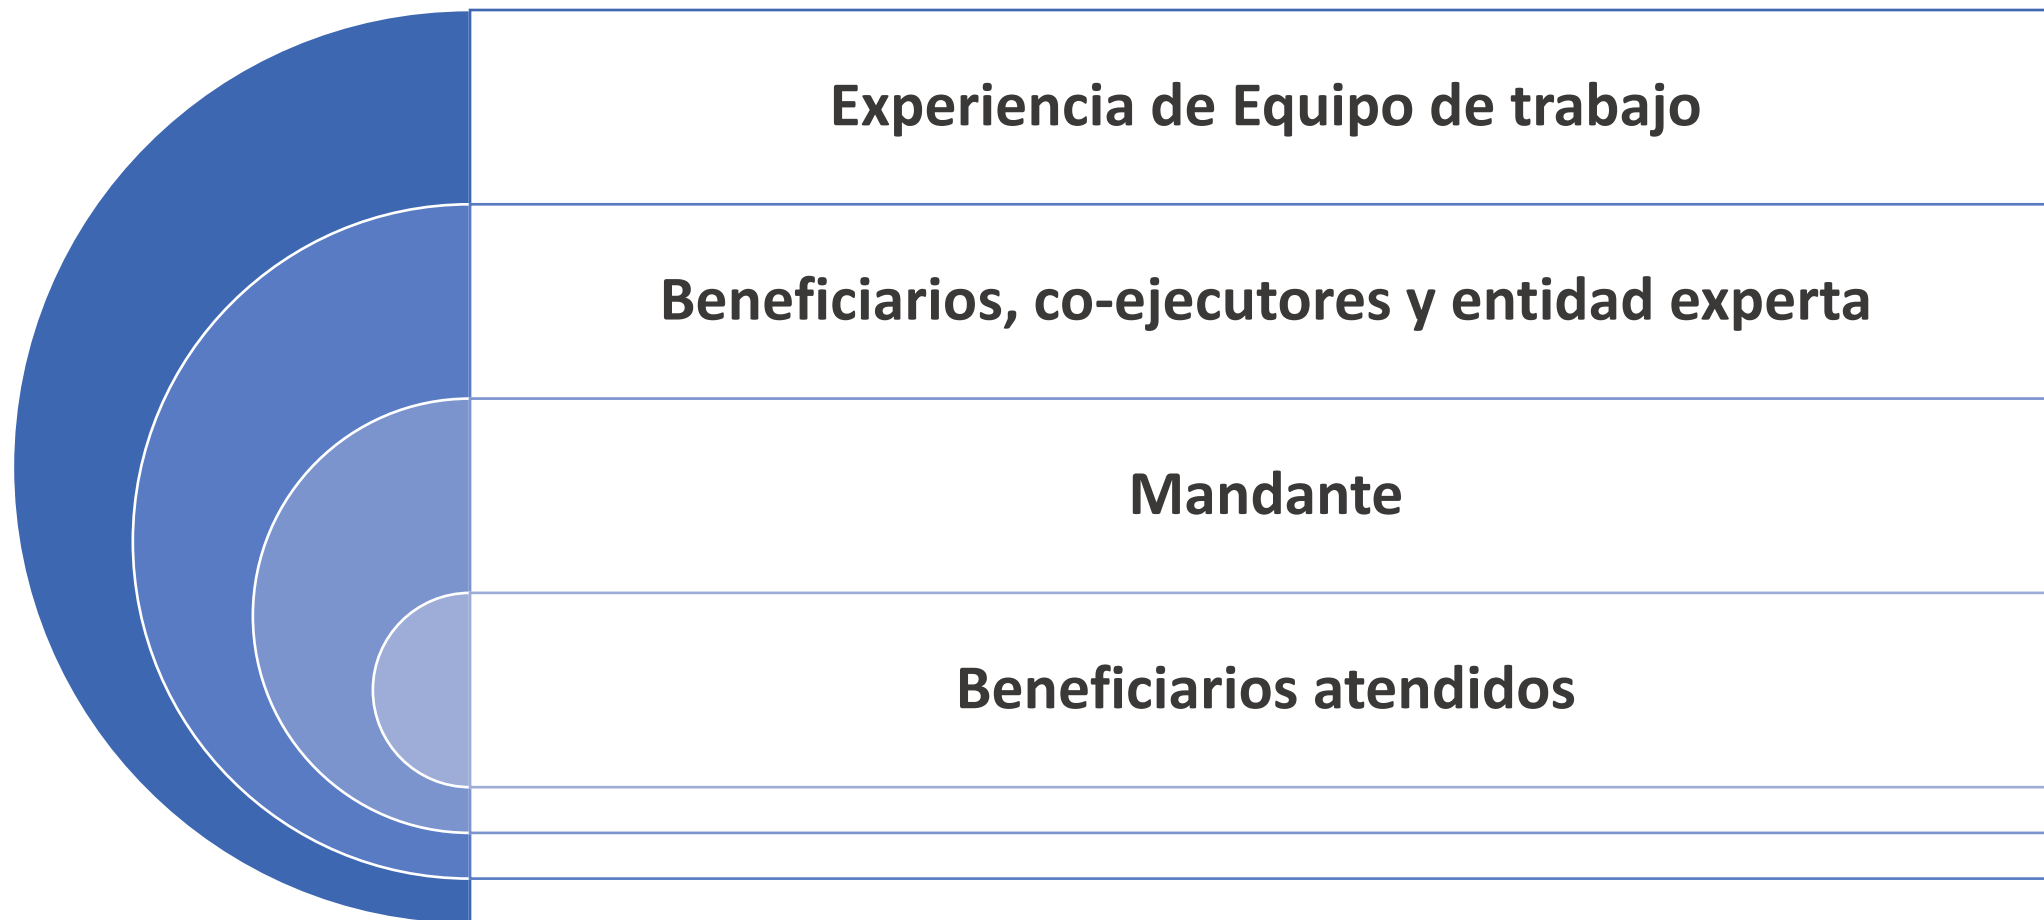 Experiencia de Equipo de trabajo
Beneficiarios, co-ejecutores y entidad experta
Mandante
Beneficiarios atendidos